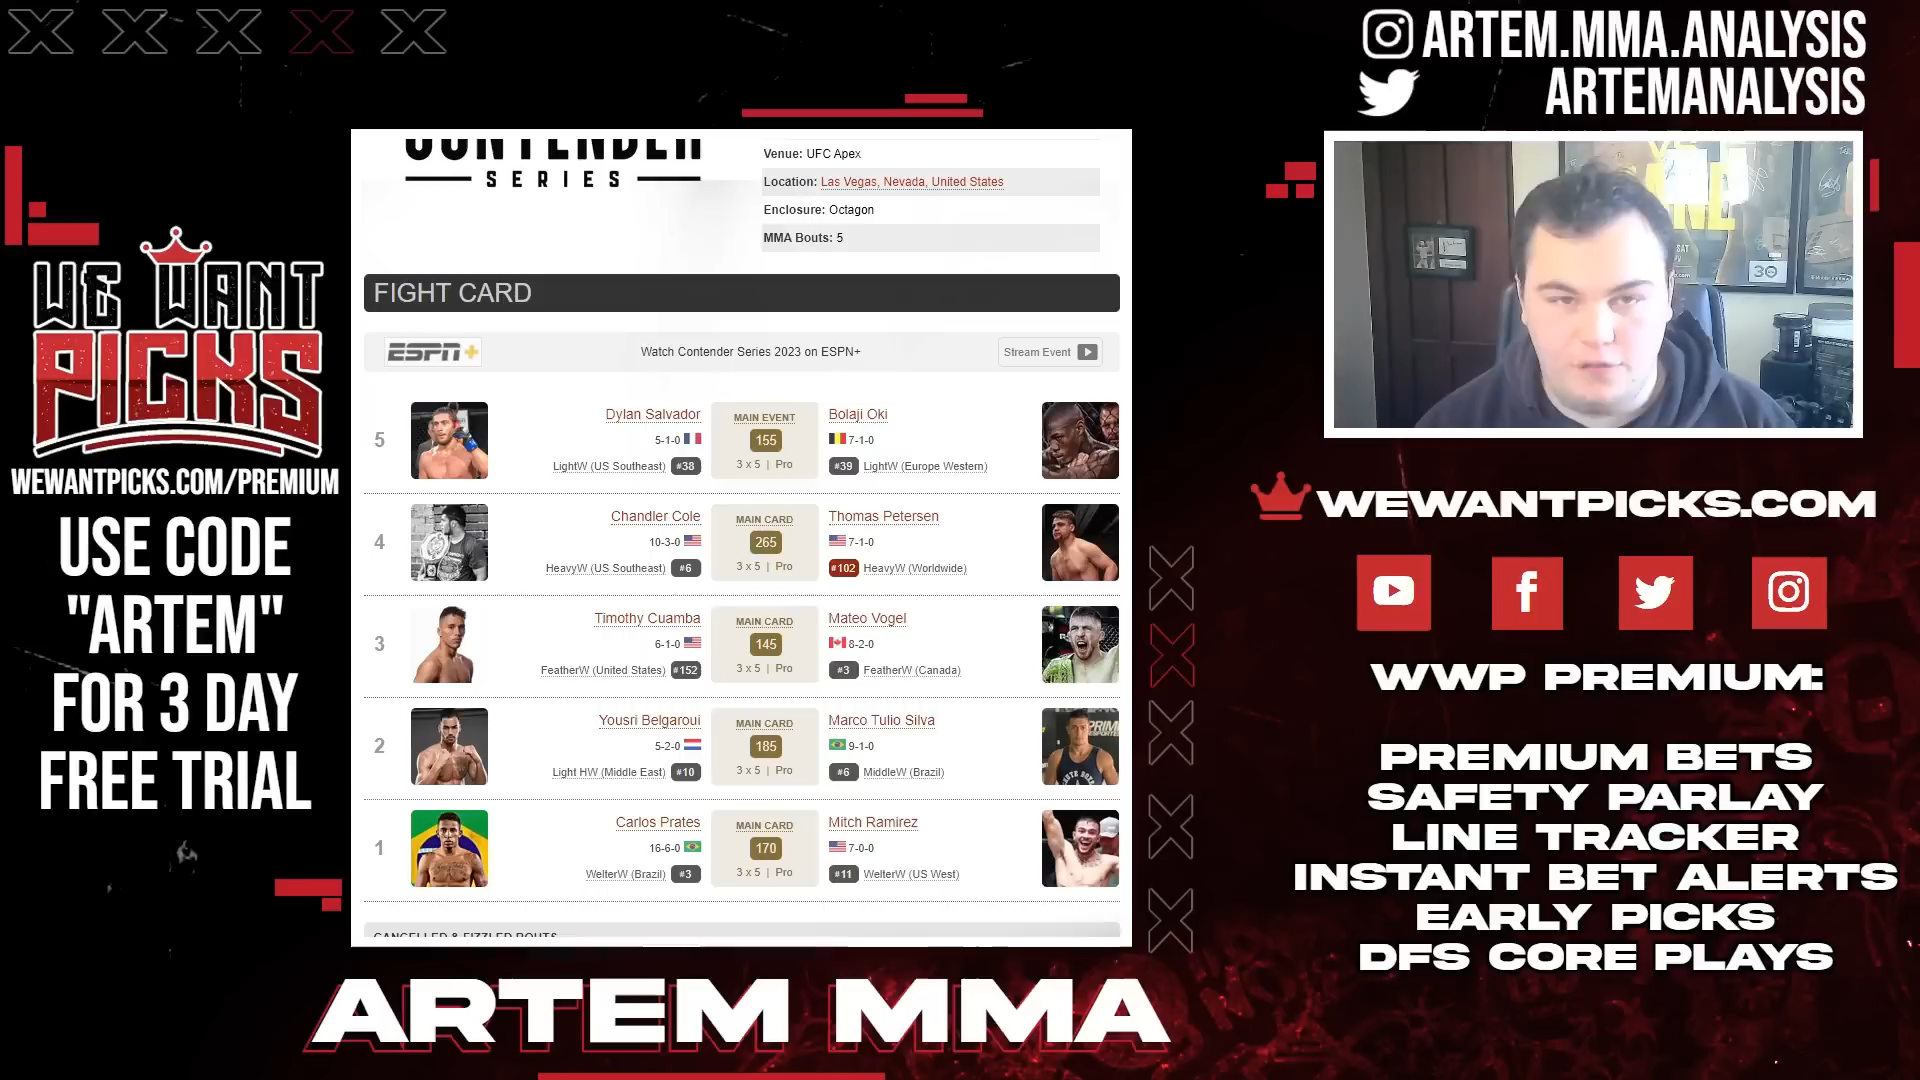 ARTEM.MMA.ANALYSIS
ARTEMANALYSIS
CONTENDER
SERIES
Venue: UFC Apex
Location: Las Vegas, Nevada, United States
Enclosure: Octagon
MMA Bouts: 5
FIGHT CARD
ESPN+
Watch Contender Series 2023 on ESPN+
Stream Event
5
Dylan Salvador
5-1-0
LightW (US Southeast) #38
MAIN EVENT
155
3 x 5 | Pro
Bolaji Oki
7-1-0
#39 LightW (Europe Western)
4
Chandler Cole
10-3-0
HeavyW (US Southeast) #6
MAIN CARD
265
3 x 5 | Pro
Thomas Petersen
7-1-0
#102 HeavyW (Worldwide)
3
Timothy Cuamba
6-1-0
FeatherW (United States) #152
MAIN CARD
145
3 x 5 | Pro
Mateo Vogel
8-2-0
#3 FeatherW (Canada)
2
Yousri Belgaroui
5-2-0
Light HW (Middle East) #10
MAIN CARD
185
3 x 5 | Pro
Marco Tulio Silva
9-1-0
#6 MiddleW (Brazil)
1
Carlos Prates
16-6-0
WelterW (Brazil) #3
MAIN CARD
170
3 x 5 | Pro
Mitch Ramirez
7-0-0
#11 WelterW (US West)
CANCELLED & FIZZLED BOUTS
WE WANT
PICKS
WEWANTPICKS.COM/PREMIUM
USE CODE
"ARTEM"
FOR 3 DAY
FREE TRIAL
WEWANTPICKS.COM
WWP PREMIUM:
PREMIUM BETS
SAFETY PARLAY
LINE TRACKER
INSTANT BET ALERTS
EARLY PICKS
DFS CORE PLAYS
ARTEM MMA